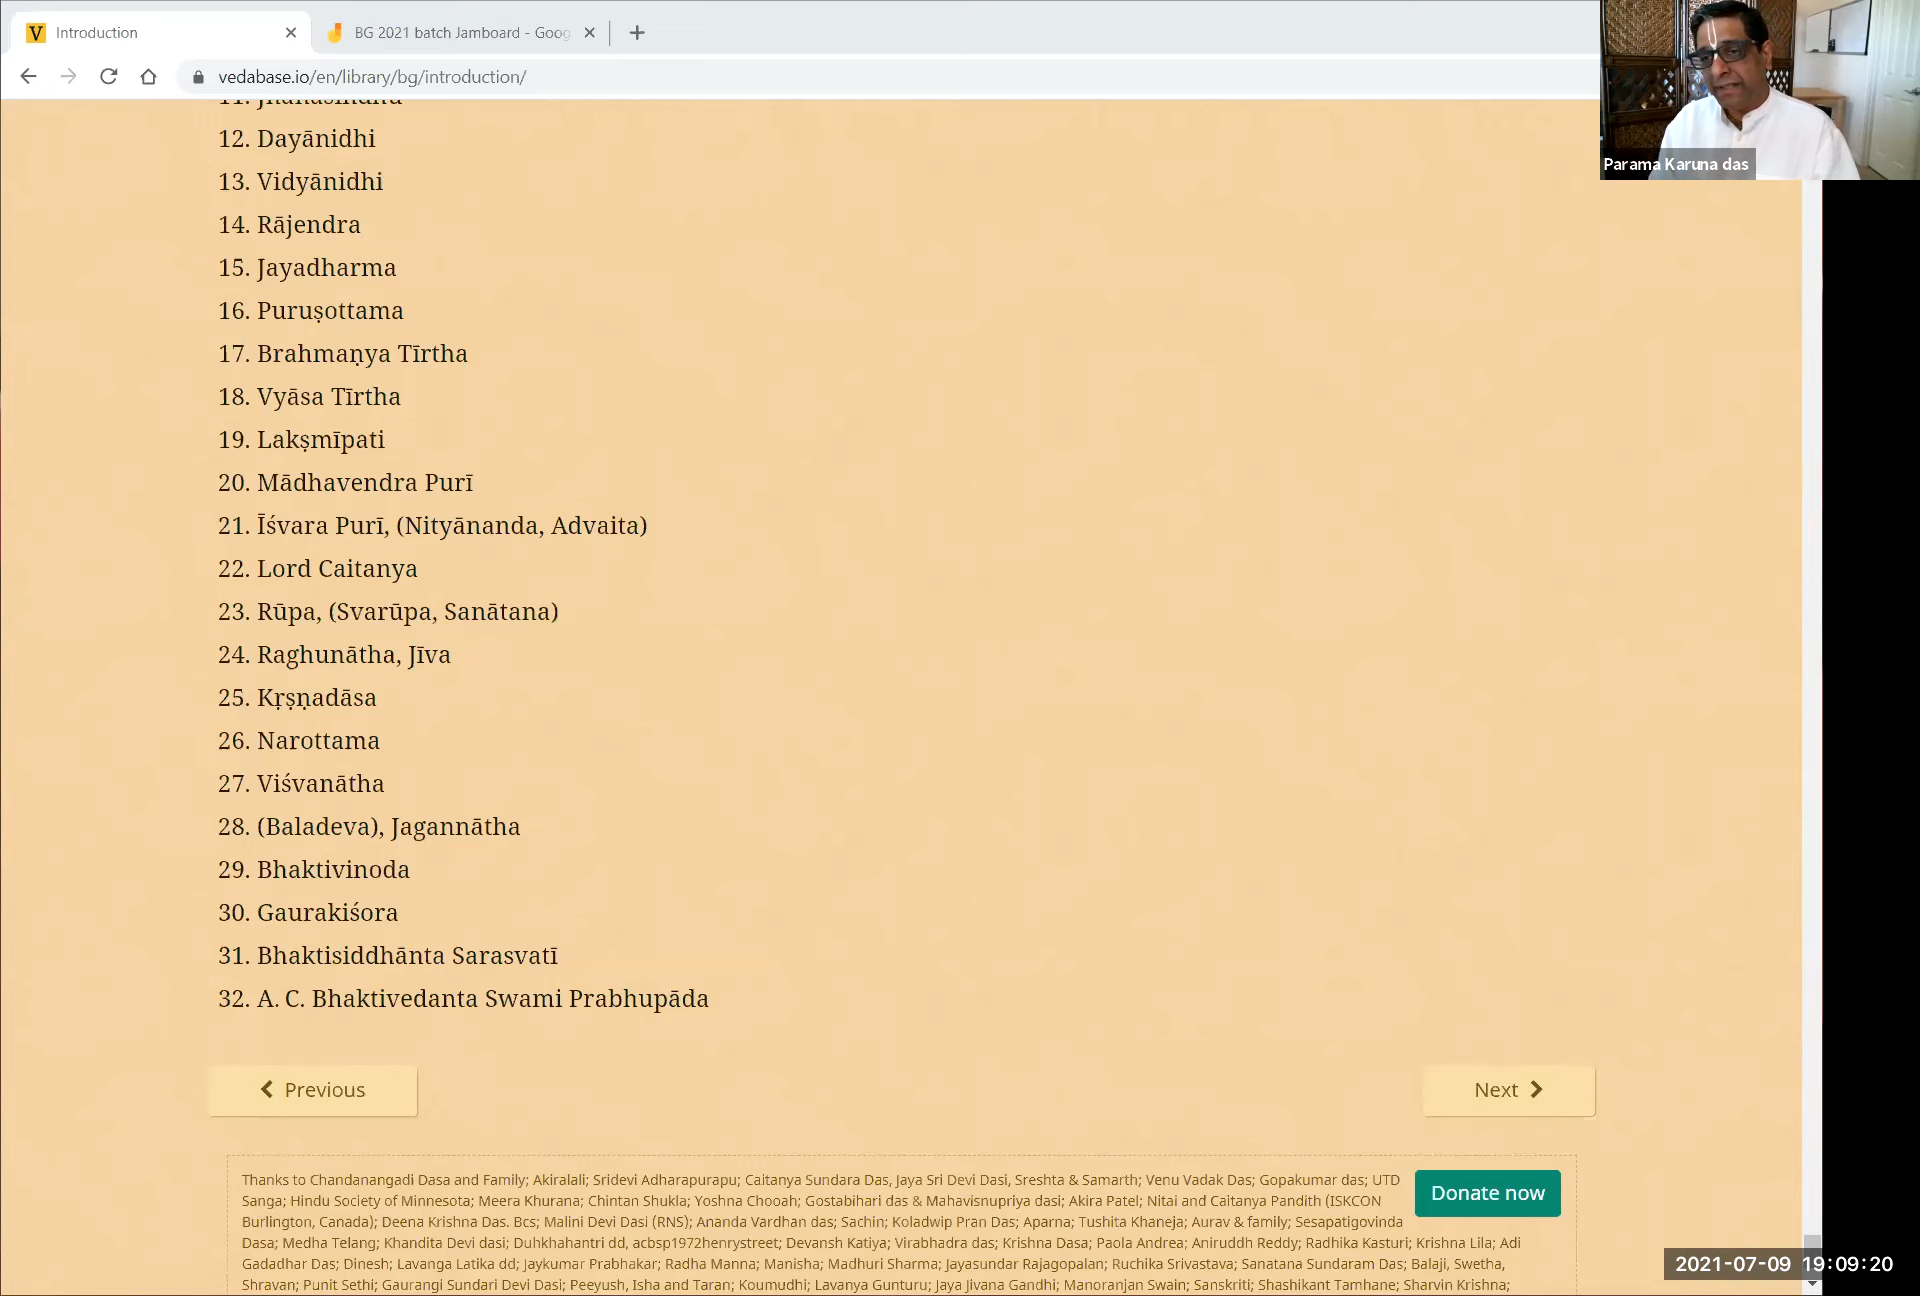 Introduction
BG 2021 batch Jamboard - Goog
vedabase.io/en/library/bg/introduction/
Parama Karuna das
12. Dayānidhi
13. Vidyānidhi
14. Rājendra
15. Jayadharma
16. Puruṣottama
17. Brahmaṇya Tīrtha
18. Vyāsa Tīrtha
19. Lakṣmīpati
20. Mādhavendra Purī
21. Īśvara Purī, (Nityānanda, Advaita)
22. Lord Caitanya
23. Rūpa, (Svarūpa, Sanātana)
24. Raghunātha, Jīva
25. Kṛṣṇadāsa
26. Narottama
27. Viśvanātha
28. (Baladeva), Jagannātha
29. Bhaktivinoda
30. Gaurakiśora
31. Bhaktisiddhānta Sarasvatī
32. A. C. Bhaktivedanta Swami Prabhupāda
Previous
Next
Thanks to Chandanangadi Dasa and Family; Akiralali; Sridevi Adharapurapu; Caitanya Sundara Das, Jaya Sri Devi Dasi, Sreshta & Samarth; Venu Vadak Das; Gopakumar das; UTD
Sanga; Hindu Society of Minnesota; Meera Khurana; Chintan Shukla; Yoshna Chooah; Gostabihari das & Mahavisnupriya dasi; Akira Patel; Nitai and Caitanya Pandith (ISKCON
Burlington, Canada); Deena Krishna Das. Bcs; Malini Devi Dasi (RNS); Ananda Vardhan das; Sachin; Koladwip Pran Das; Aparna; Tushita Khaneja; Aurav & family; Sesapatigovinda
Dasa; Medha Telang; Khandita Devi dasi; Duhkhahantri dd, acbsp1972henrystreet; Devansh Katiya; Virabhadra das; Krishna Dasa; Paola Andrea; Aniruddh Reddy; Radhika Kasturi; Krishna Lila; Adi
Gadadhar Das; Dinesh; Lavanga Latika dd; Jaykumar Prabhakar; Radha Manna; Manisha; Madhuri Sharma; Jayasundar Rajagopalan; Ruchika Srivastava; Sanatana Sundaram Das; Balaji, Swetha,
Shravan; Punit Sethi; Gaurangi Sundari Devi Dasi; Peeyush, Isha and Taran; Koumudhi; Lavanya Gunturu; Jaya Jivana Gandhi; Manoranjan Swain; Sanskriti; Shashikant Tamhane; Sharvin Krishna;
Donate now
2021-07-09 19:09:20